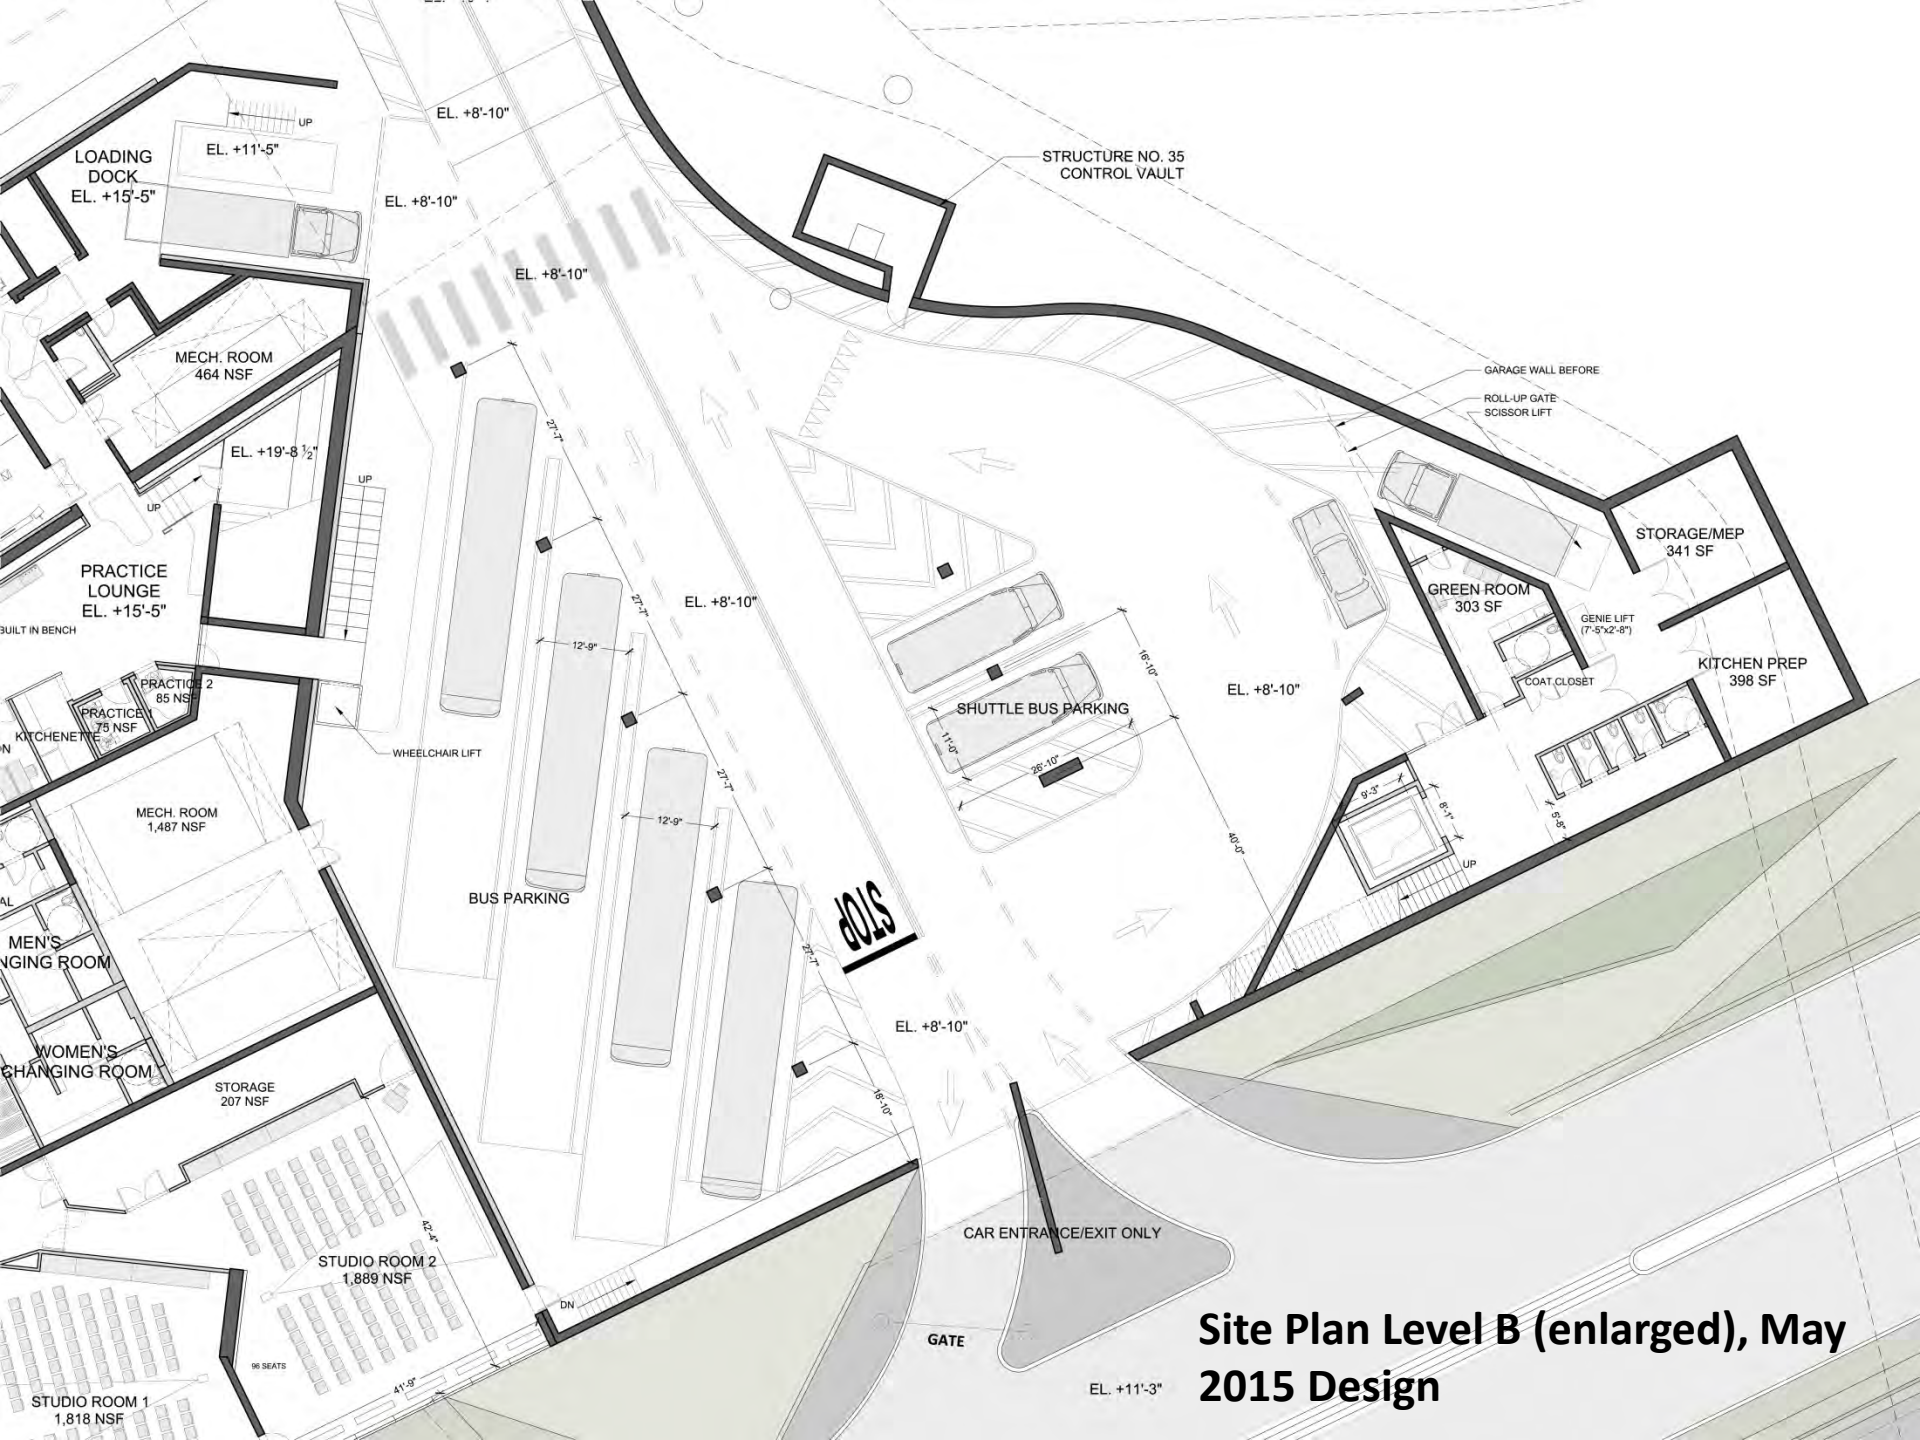 EL. +8'-10"
UP
EL. +11'-5"
LOADING
DOCK
EL. +15'-5"
EL. +8'-10"
STRUCTURE NO. 35
CONTROL VAULT
EL. +8'-10"
MECH. ROOM
464 NSF
GARAGE WALL BEFORE
ROLL-UP GATE
SCISSOR LIFT
27'-7"
EL. +19'-8 ½"
UP
UP
STORAGE/MEP
341 SF
PRACTICE
LOUNGE
EL. +15'-5"
BUILT IN BENCH
27'-7"
EL. +8'-10"
GREEN ROOM
303 SF
GENIE LIFT
(7'-5"x2'-8")
12'-9"
16'-10"
KITCHEN PREP
398 SF
COAT CLOSET
PRACTICE 2
85 NSF
PRACTICE 1
75 NSF
KITCHENETTE
EL. +8'-10"
SHUTTLE BUS PARKING
11'-0"
26'-10"
WHEELCHAIR LIFT
27'-7"
9'-3"
8'-1"
5'-8"
MECH. ROOM
1,487 NSF
12'-9"
40'-0"
UP
BUS PARKING
STOP
AL
MEN'S
NGING ROOM
27'-7"
EL. +8'-10"
WOMEN'S
CHANGING ROOM
STORAGE
207 NSF
18'-10"
42'-4"
CAR ENTRANCE/EXIT ONLY
STUDIO ROOM 2
1,889 NSF
DN
GATE
96 SEATS
41'-9"
EL. +11'-3"
STUDIO ROOM 1
1,818 NSF
Site Plan Level B (enlarged), May
2015 Design